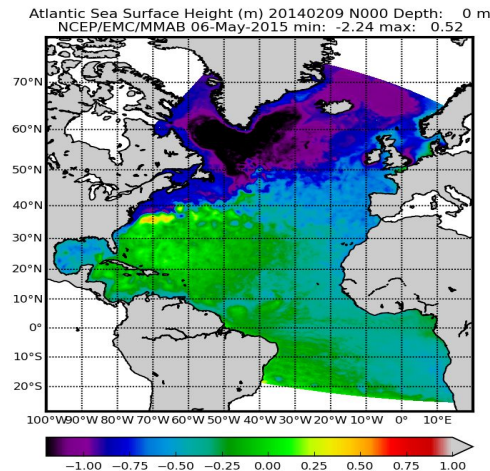 Atlantic Sea Surface Height (m) 20140209 N000 Depth: 0 m
NCEP/EMC/MMAB 06-May-2015 min: -2.24 max: 0.52
70°N
60°N
50°N
40°N
30°N
20°N
10°N
0°
10°S
20°S
100°W 90°W 80°W 70°W 60°W 50°W 40°W 30°W 20°W 10°W 0° 10°E
−1.00 −0.75 −0.50 −0.25 0.00 0.25 0.50 0.75 1.00